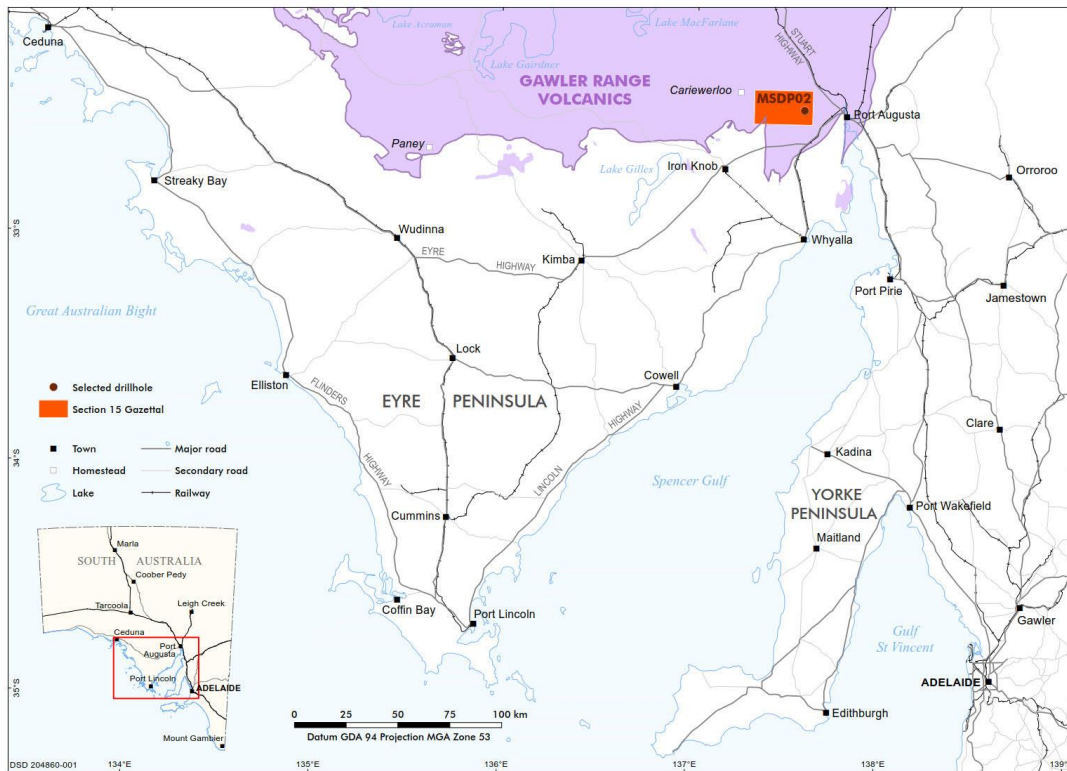 Ceduna
Lake Acraman
Lake MacFarlane
Lake Gairdner
STUART
HIGHWAY
GAWLER RANGE
VOLCANICS
Cariewerloo
MSDP02
Port Augusta
Paney
Lake Gilles
Iron Knob
Orroroo
Streaky Bay
Wudinna
EYRE
HIGHWAY
Kimba
Whyalla
Port Pirie
Jamestown
Great Australian Bight
Lock
Elliston
FLINDERS
HIGHWAY
EYRE PENINSULA
Cowell
LINCOLN
HIGHWAY
Clare
Kadina
Spencer Gulf
YORKE
PENINSULA
Port Wakefield
Maitland
Cummins
Coffin Bay
Port Lincoln
Gawler
Gulf
St Vincent
ADELAIDE
Edithburgh
Selected drillhole
Section 15 Gazettal
Town
Major road
Homestead
Secondary road
Lake
Railway
33°S
34°S
35°S
Marla
SOUTH AUSTRALIA
Coober Pedy
Tarcoola
Leigh Creek
Ceduna
Port
Augusta
Port Lincoln
ADELAIDE
Mount Gambier
0 25 50 75 100 km
Datum GDA 94 Projection MGA Zone 53
DSD 204860-001
134°E
135°E
136°E
137°E
138°E
139°